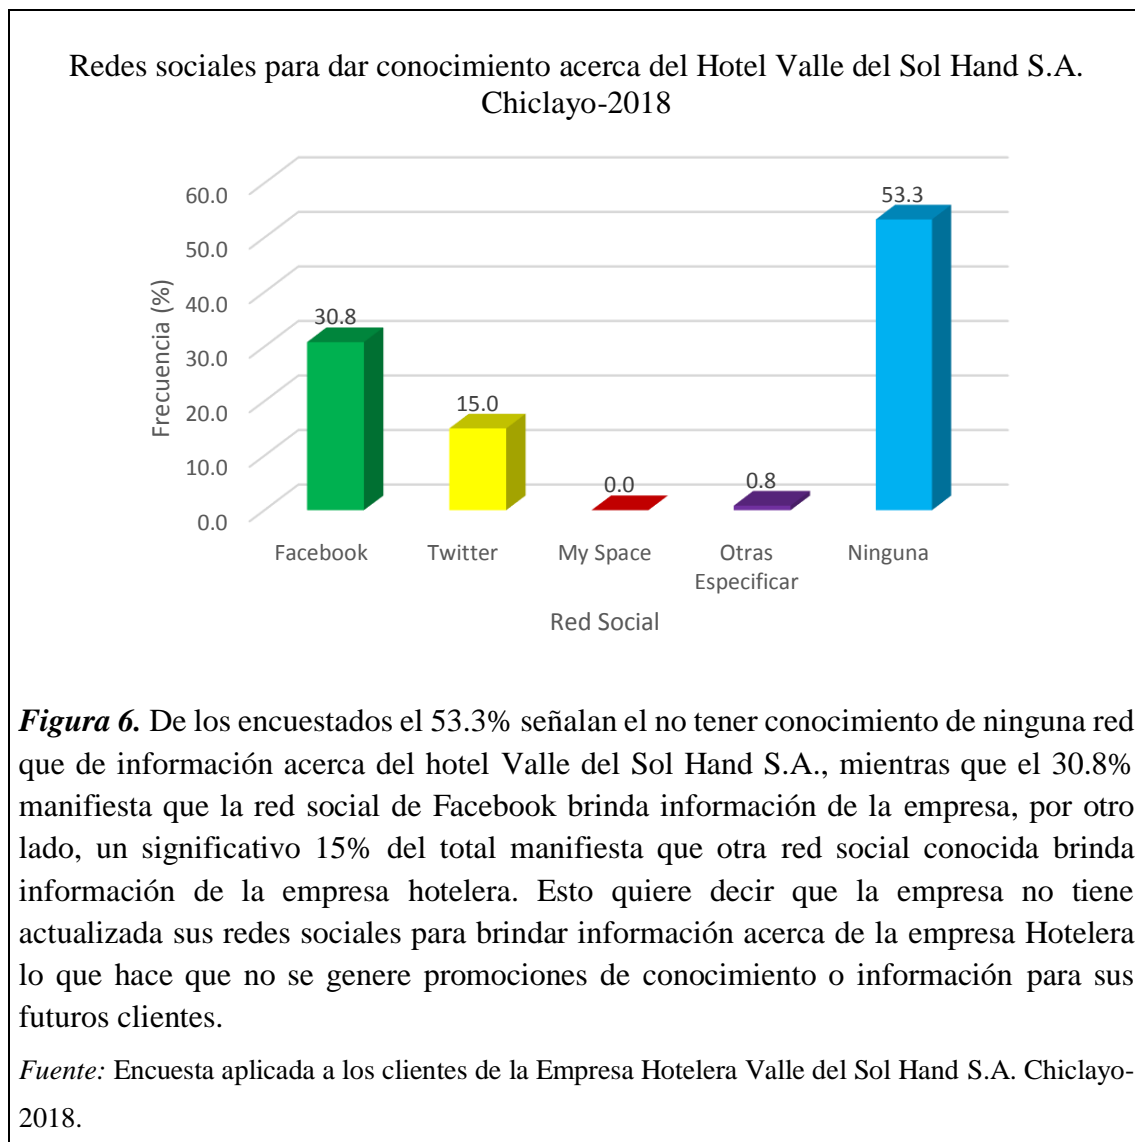 Redes sociales para dar conocimiento acerca del Hotel Valle del Sol Hand S.A.
Chiclayo-2018
60.0
50.0
40.0
30.0
20.0
10.0
0.0
Frecuencia (%)
30.8
15.0
0.0
0.8
53.3
Facebook
Twitter
My Space
Otras
Especificar
Ninguna
Red Social
Figura 6. De los encuestados el 53.3% señalan el no tener conocimiento de ninguna red
que de información acerca del hotel Valle del Sol Hand S.A., mientras que el 30.8%
manifiesta que la red social de Facebook brinda información de la empresa, por otro
lado, un significativo 15% del total manifiesta que otra red social conocida brinda
información de la empresa hotelera. Esto quiere decir que la empresa no tiene
actualizada sus redes sociales para brindar información acerca de la empresa Hotelera
lo que hace que no se genere promociones de conocimiento o información para sus
futuros clientes.
Fuente: Encuesta aplicada a los clientes de la Empresa Hotelera Valle del Sol Hand S.A. Chiclayo-
2018.